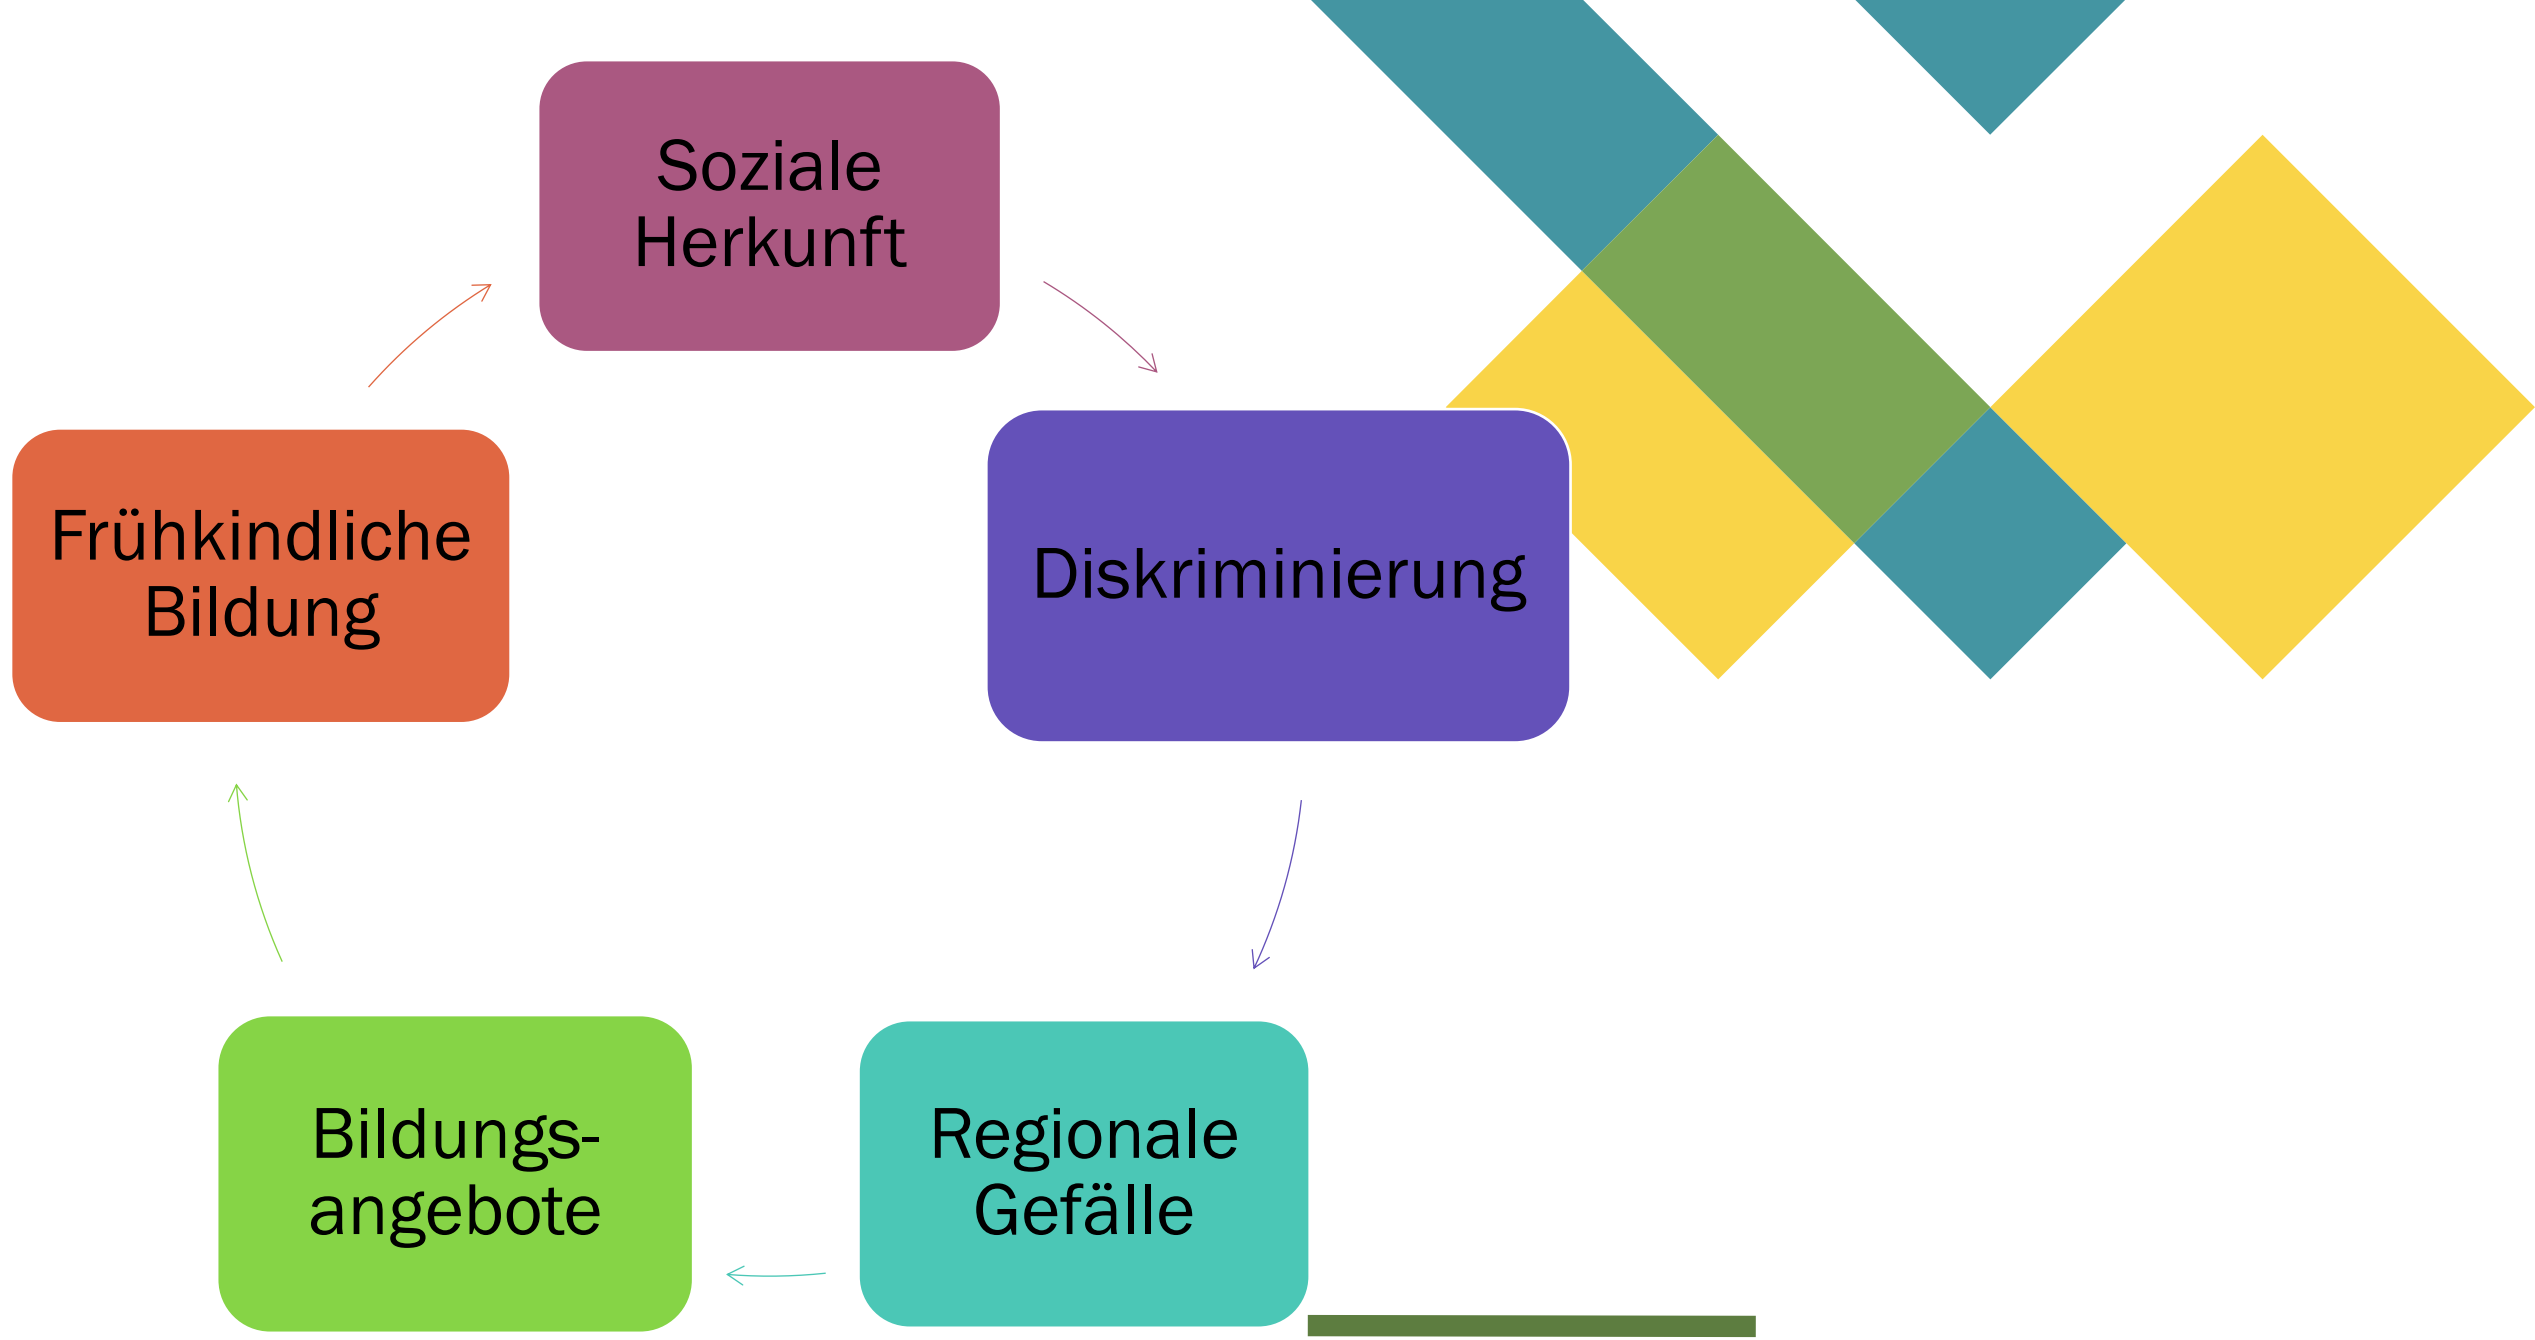 Soziale
Herkunft
Diskriminierung
Regionale
Gefälle
Bildungs-
angebote
Frühkindliche
Bildung